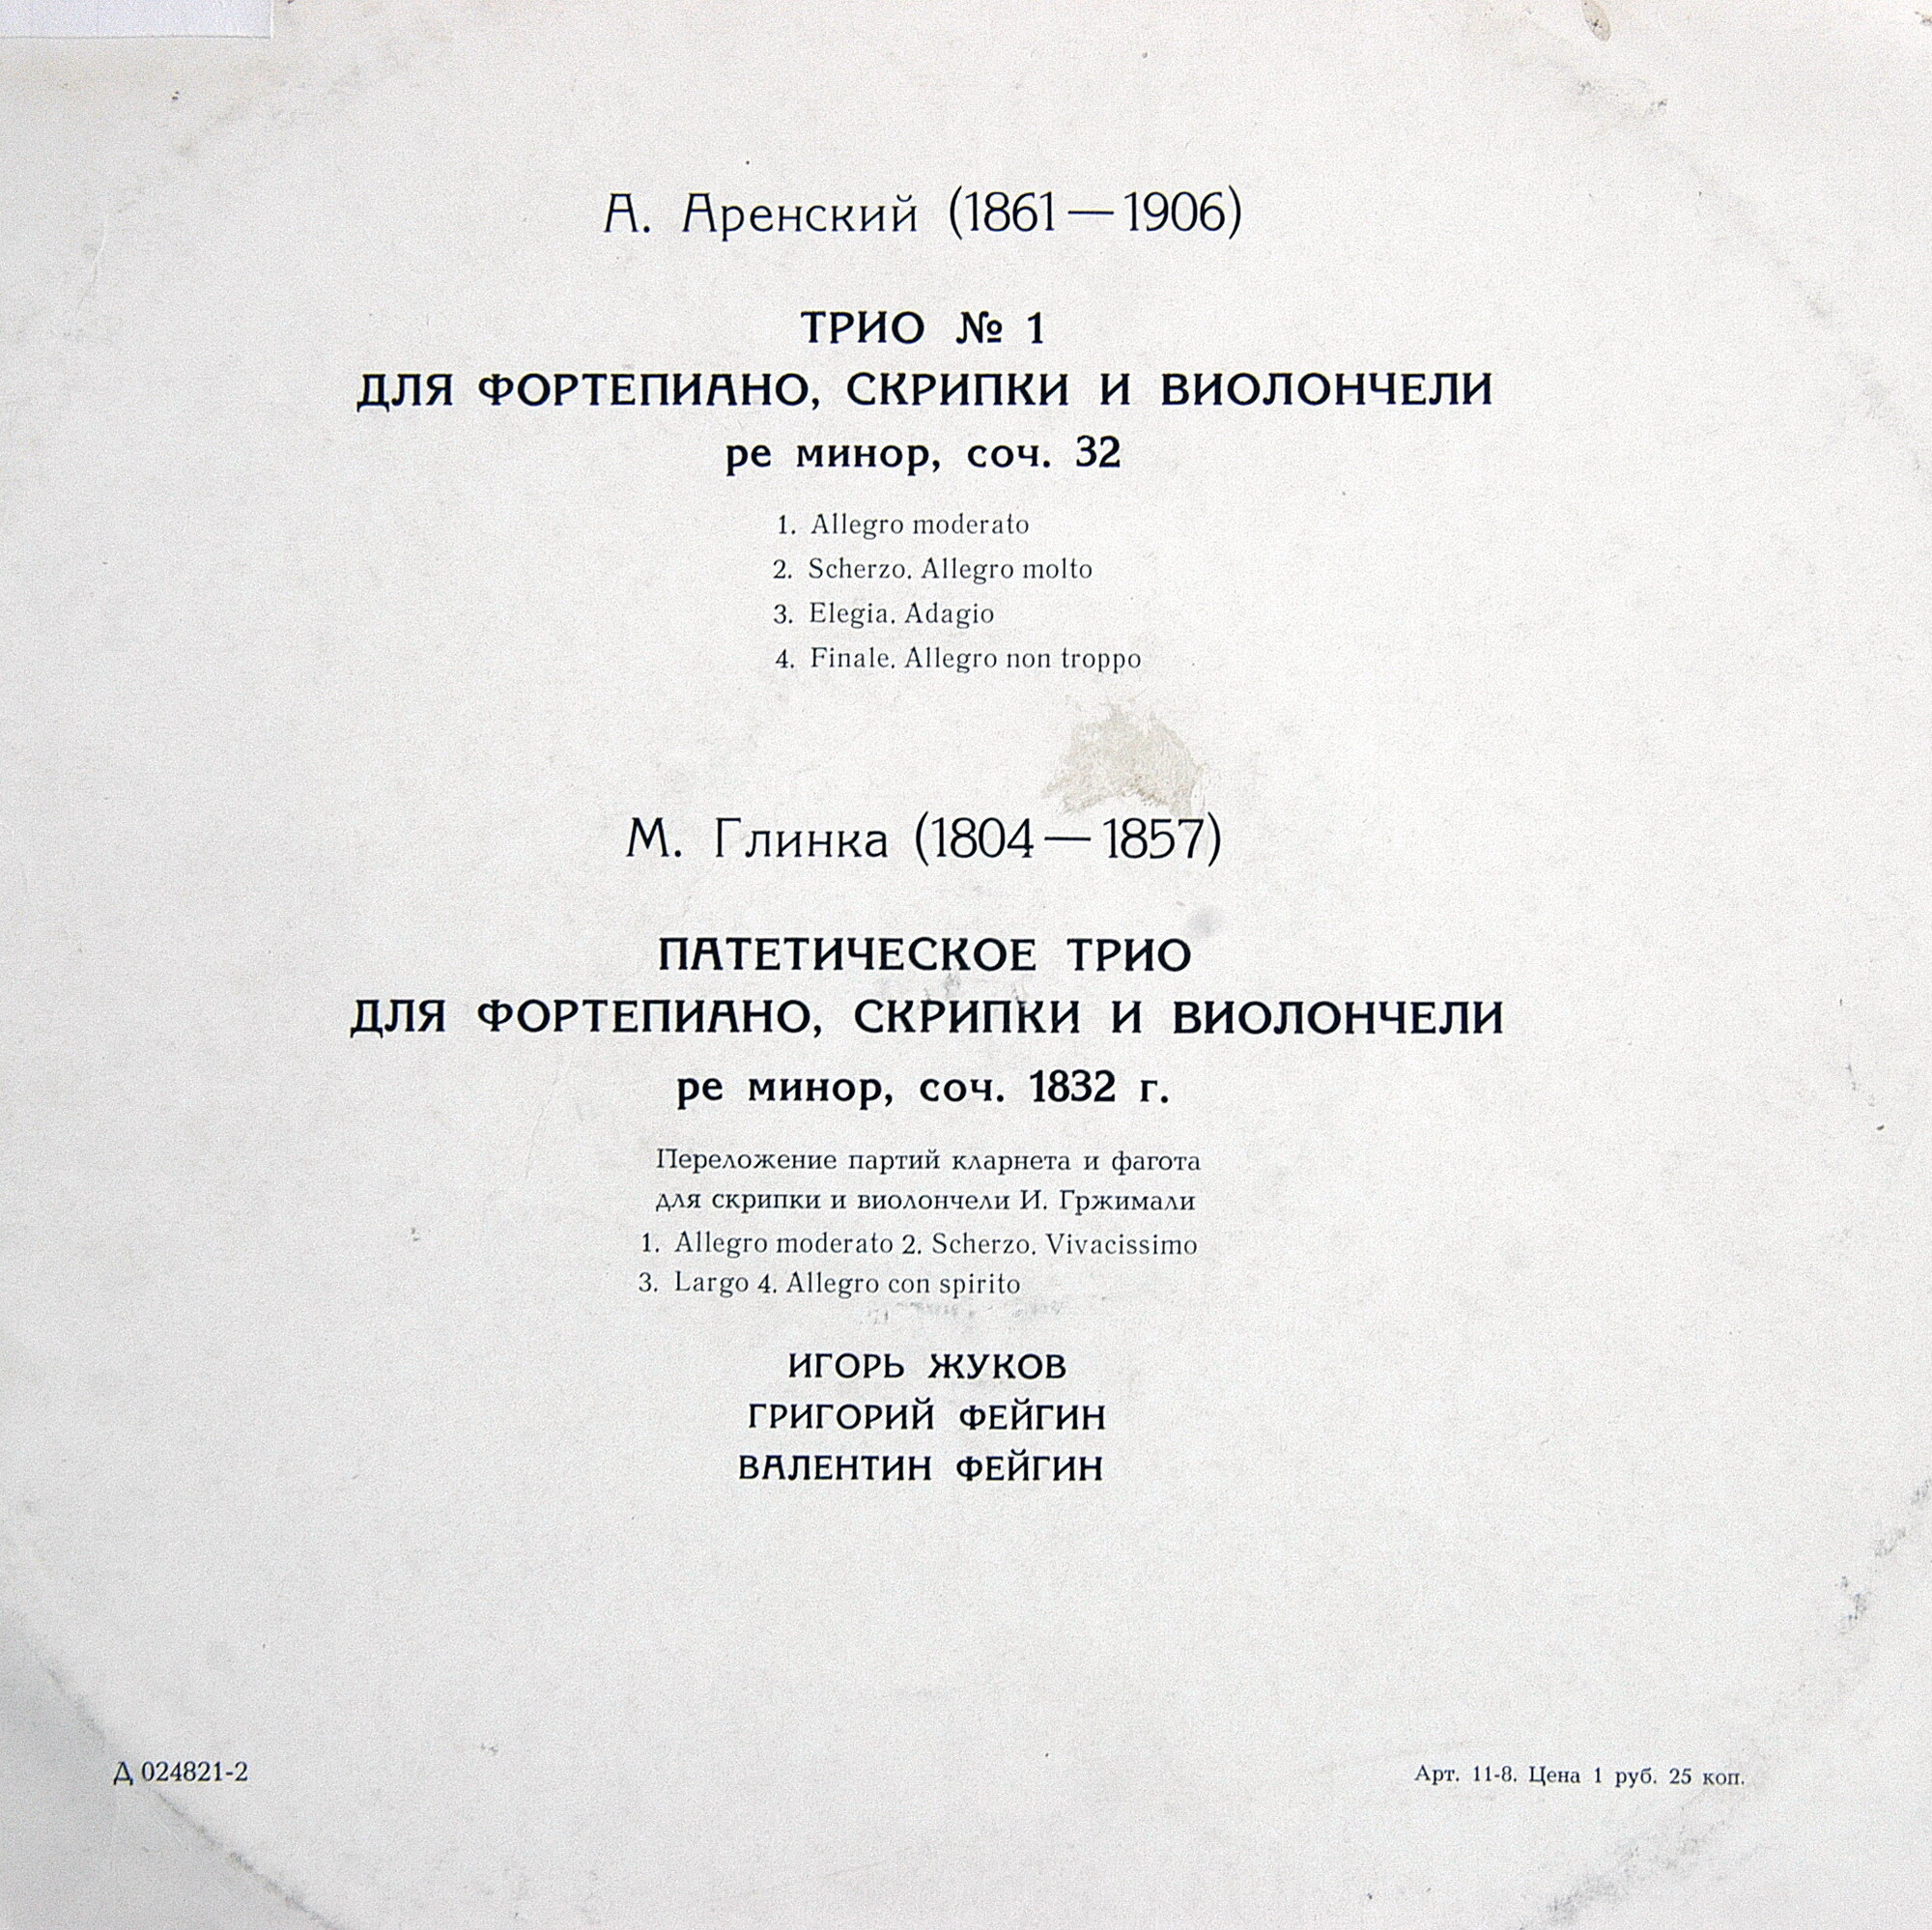 А. Аренский (1861—1906)
ТРИО № 1
ДЛЯ ФОРТЕПИАНО, СКРИПКИ И ВИОЛОНЧЕЛИ
ре минор, соч. 32
1. Allegro moderato
2. Scherzo. Allegro molto
3. Elegia. Adagio
4. Finale. Allegro non troppo
М. Глинка (1804—1857)
ПАТЕТИЧЕСКОЕ ТРИО
ДЛЯ ФОРТЕПИАНО, СКРИПКИ И ВИОЛОНЧЕЛИ
ре минор, соч. 1832 г.
Переложение партий кларнета и фагота
для скрипки и виолончели И. Гржимали
1. Allegro moderato 2. Scherzo. Vivacissimo
3. Largo 4. Allegro con spirito
ИГОРЬ ЖУКОВ
ГРИГОРИЙ ФЕЙГИН
ВАЛЕНТИН ФЕЙГИН
Д 024821-2
Арт. 11-8. Цена 1 руб. 25 коп.